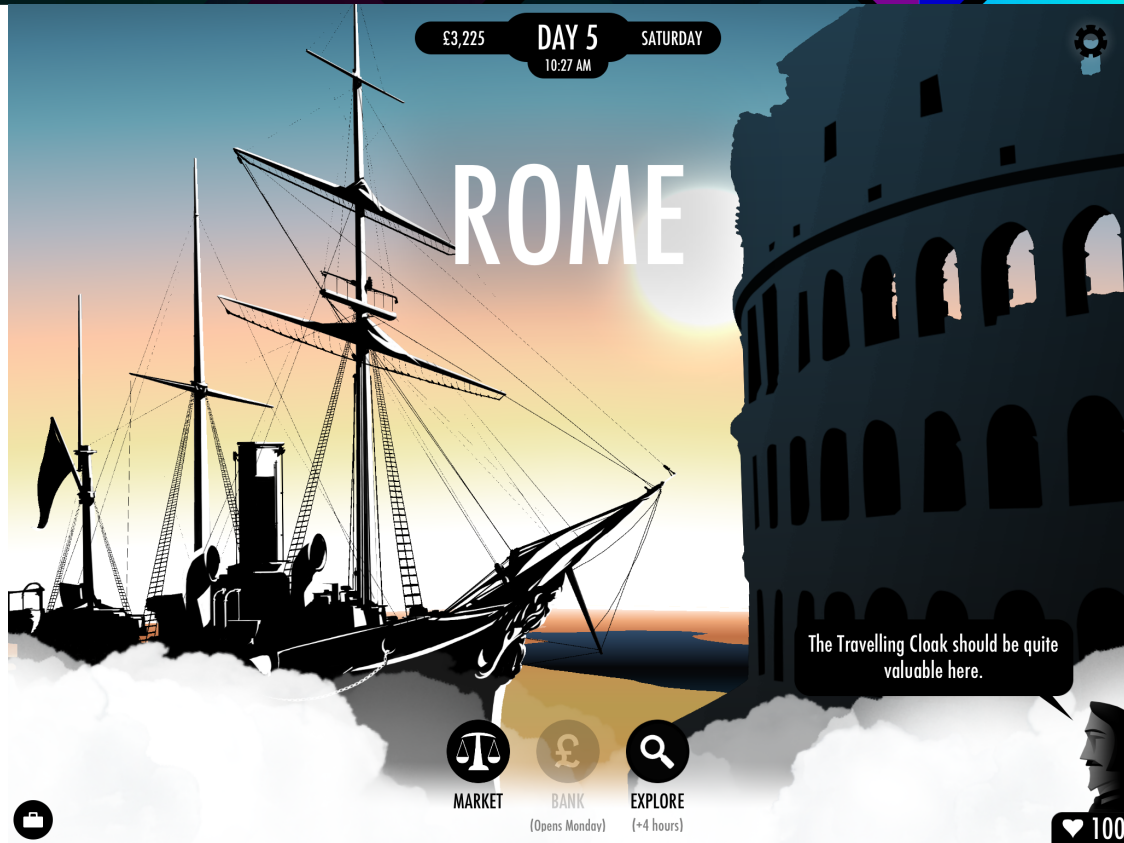 £3,225
DAY 5
SATURDAY
10:27 AM
ROME
The Travelling Cloak should be quite
valuable here.
£
MARKET
BANK
EXPLORE
(Opens Monday)
(+4 hours)
100